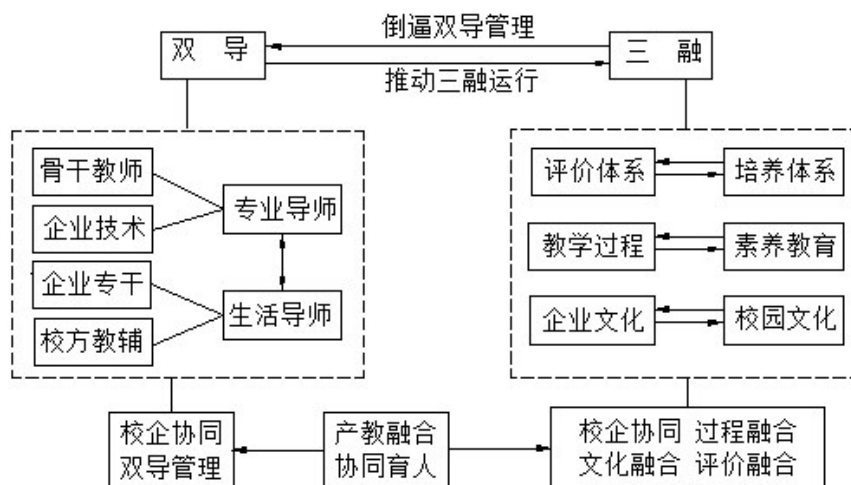 倒逼双导管理
双 导
三 融
推动三融运行
骨干教师
企业技术
专业导师
企业专干
校方教辅
生活导师
评价体系
培养体系
教学过程
素养教育
企业文化
校园文化
校企协同
双导管理
产教融合
协同育人
校企协同 过程融合
文化融合 评价融合